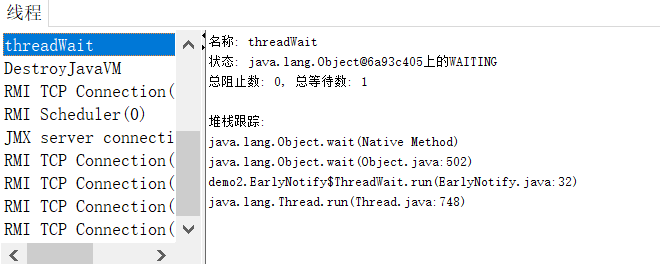 线程
threadWait
DestroyJavaVM
RMI TCP Connection(
RMI Scheduler(0)
JMX server connecti
RMI TCP Connection(
RMI TCP Connection(
RMI TCP Connection(
RMI TCP Connection(
名称: threadWait
状态: java.lang.Object@6a93c405上的WAITING
总阻止数: 0, 总等待数: 1
堆栈跟踪:
java.lang.Object.wait(Native Method)
java.lang.Object.wait(Object.java:502)
demo2.EarlyNotify$ThreadWait.run(EarlyNotify.java:32)
java.lang.Thread.run(Thread.java:748)